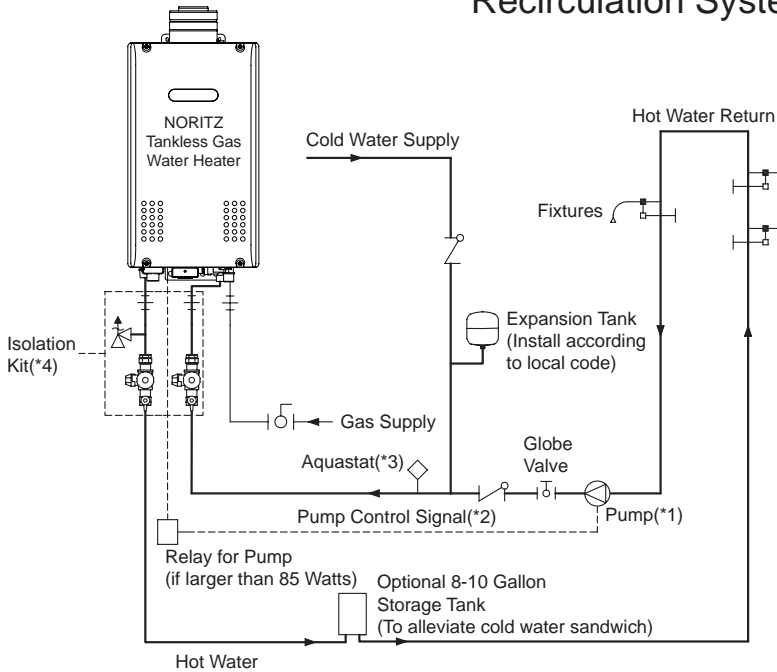 Recirculation Syste
NORITZ
Tankless Gas
Water Heater
Cold Water Supply
Hot Water Return
Fixtures
Isolation
Kit(*4)
Expansion Tank
(Install according
to local code)
Gas Supply
Globe
Valve
Aquastat(*3)
Pump Control Signal(*2)
Pump(*1)
Relay for Pump
(if larger than 85 Watts)
Optional 8-10 Gallon
Storage Tank
(To alleviate cold water sandwich)
Hot Water